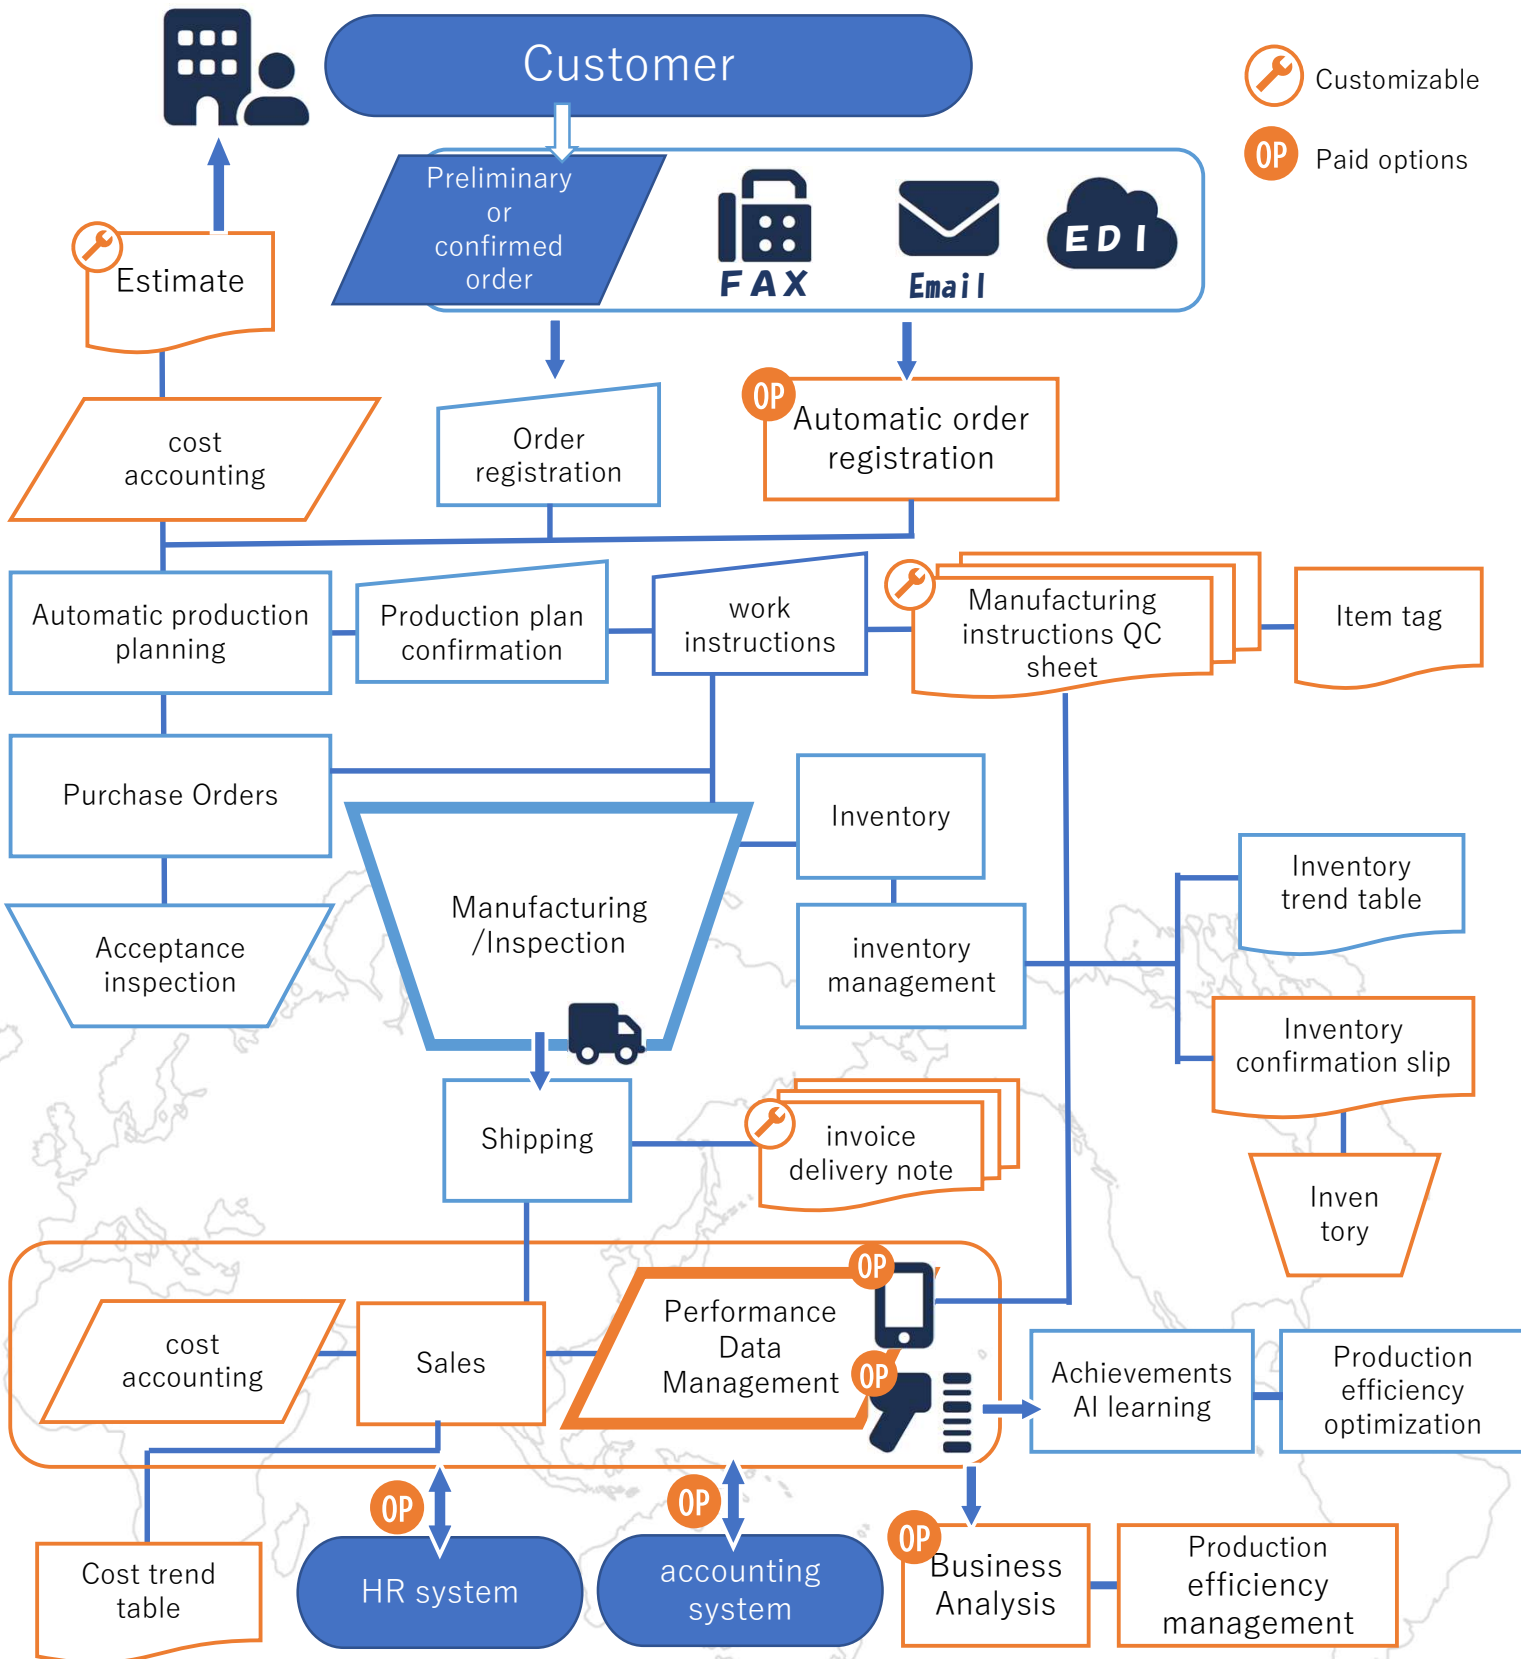 Customer
Customizable
OP
Paid options
Preliminary
or
confirmed
order
FAX
Email
EDI
Estimate
cost
accounting
Order
registration
OP
Automatic order
registration
Automatic production
planning
Production plan
confirmation
work
instructions
Manufacturing
instructions QC
sheet
Item tag
Purchase Orders
Inventory
Manufacturing
/Inspection
Acceptance
inspection
inventory
management
Inventory
trend table
Inventory
confirmation slip
Shipping
invoice
delivery note
Inven
tory
cost
accounting
Sales
Performance
Data
Management
OP
OP
Achievements
AI learning
Production
efficiency
optimization
OP
OP
OP
Cost trend
table
HR system
accounting
system
Business
Analysis
Production
efficiency
management